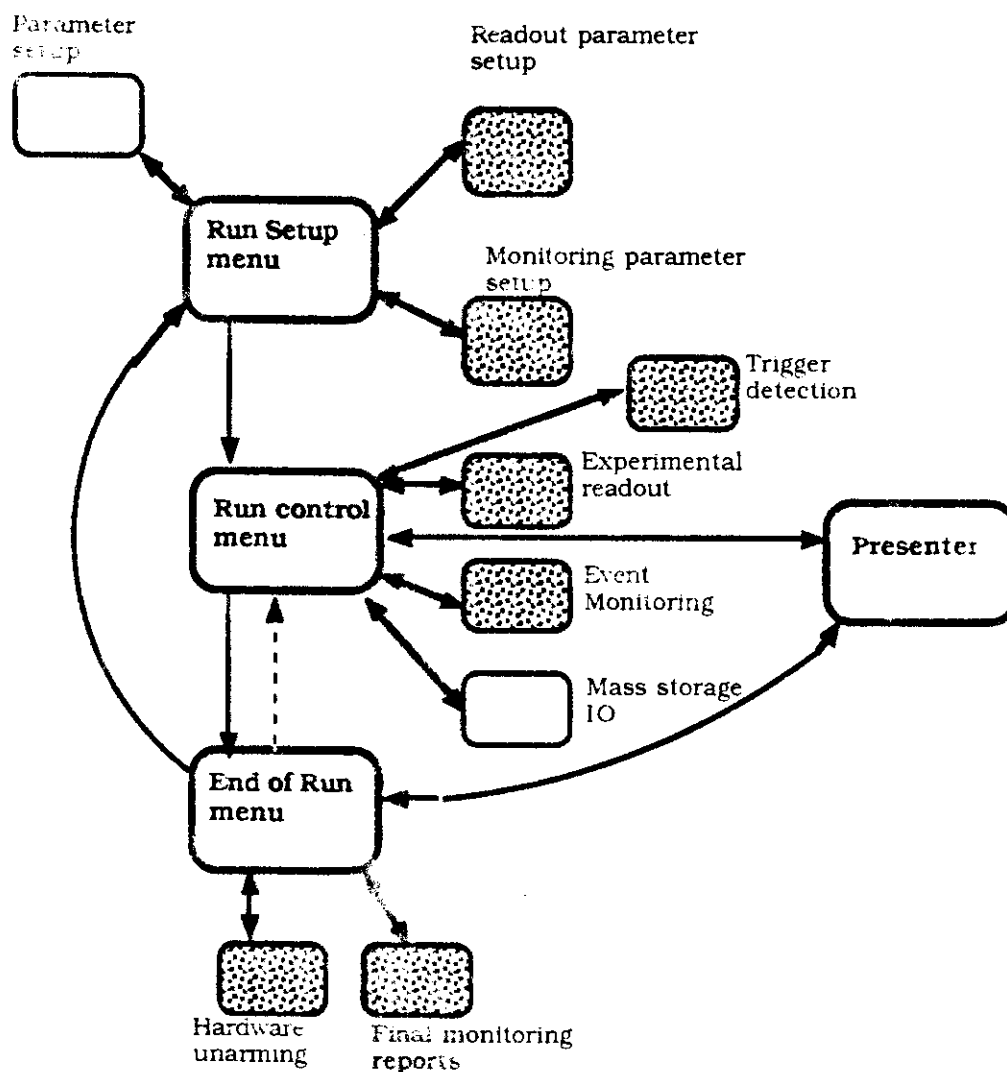 Parameter
setup
Readout parameter
setup
Run Setup
menu
Monitoring parameter
setup
Trigger
detection
Experimental
readout
Run control
menu
Presenter
Event
Monitoring
Mass storage
IO
End of Run
menu
Hardware
unarming
Final monitoring
reports